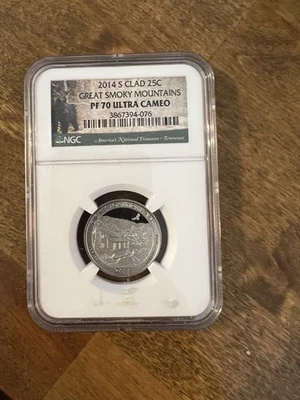 2014 S CLAD 25C
GREAT SMOKY MOUNTAINS
PF 70 ULTRA CAMEO
3867394-076
NGC America's National Treasures - Tennessee